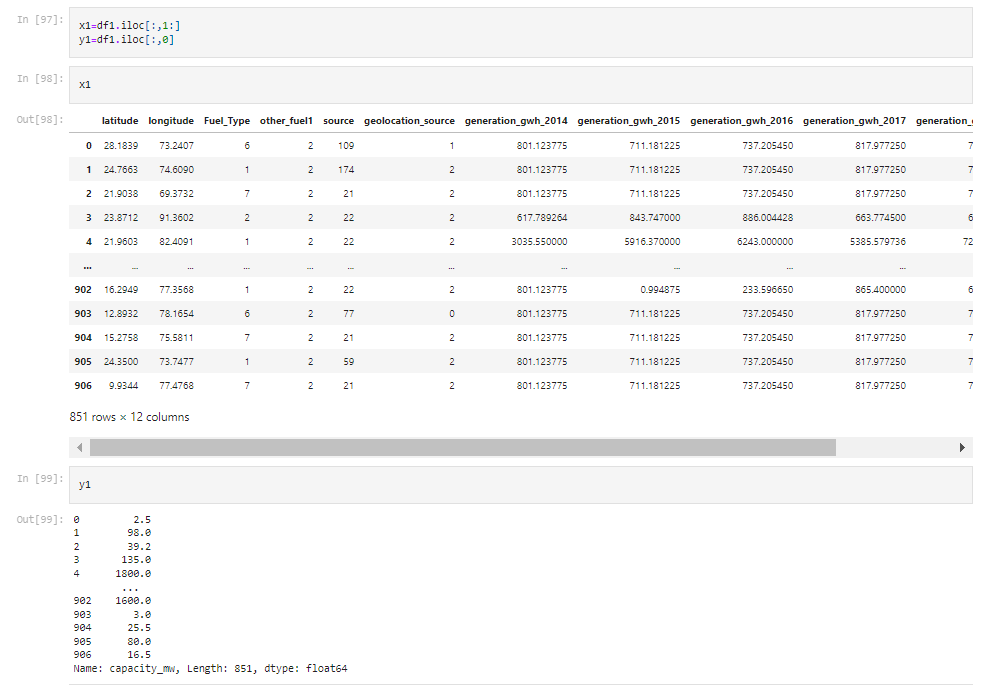 In [97]:
x1=df1.iloc[:,1:]
y1=df1.iloc[:,0]
In [98]:
x1
Out[98]:
latitude longitude Fuel_Type other_fuel1 source geolocation_source generation_gwh_2014 generation_gwh_2015 generation_gwh_2016 generation_gwh_2017
0 28.1839 73.2407 6 2 109 1 801.123775 711.181225 737.205450 817.977250 7
1 24.7663 74.6090 1 2 174 2 801.123775 711.181225 737.205450 817.977250 7
2 21.9038 69.3732 7 2 21 2 801.123775 711.181225 737.205450 817.977250 7
3 23.8712 91.3602 2 2 22 2 617.789264 843.747000 886.004428 663.774500 6
4 21.9603 82.4091 1 2 22 2 3035.550000 5916.370000 6243.000000 5385.579736 72
... ... ... ... ... ... ... ... ... ... ...
902 16.2949 77.3568 1 2 22 2 801.123775 0.994875 233.596650 865.400000 6
903 12.8932 78.1654 6 2 77 0 801.123775 711.181225 737.205450 817.977250 7
904 15.2758 75.5811 7 2 21 2 801.123775 711.181225 737.205450 817.977250 7
905 24.3500 73.7477 1 2 59 2 801.123775 711.181225 737.205450 817.977250 7
906 9.9344 77.4768 7 2 21 2 801.123775 711.181225 737.205450 817.977250 7
851 rows × 12 columns
In [99]:
y1
Out[99]:
0 2.5
1 98.0
2 39.2
3 135.0
4 1800.0
...
902 1600.0
903 3.0
904 25.5
905 80.0
906 16.5
Name: capacity_mw, Length: 851, dtype: float64